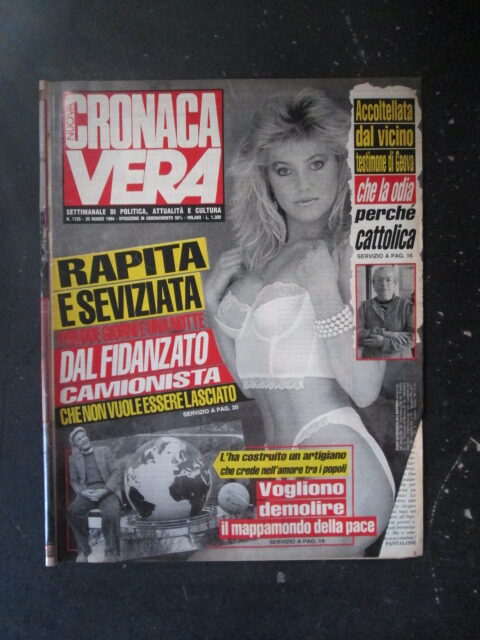 NUOVA
CRONACA
VERA
SETTIMANALE DI POLITICA, ATTUALITÀ E CULTURA
RAPITA
E SEVIZIATA
DAL FIDANZATO
CAMIONISTA
CHE NON VUOLE ESSERE LASCIATO
SERVIZIO A PAG. 20
Accoltellata
dal vicino
testimone di Geova
che la odia
perché
cattolica
SERVIZIO A PAG. 16
L'ha costruito un artigiano
che crede nell'amore tra i popoli
Vogliono
demolire
il mappamondo della pace
SERVIZIO A PAG. 14
PANTALONE